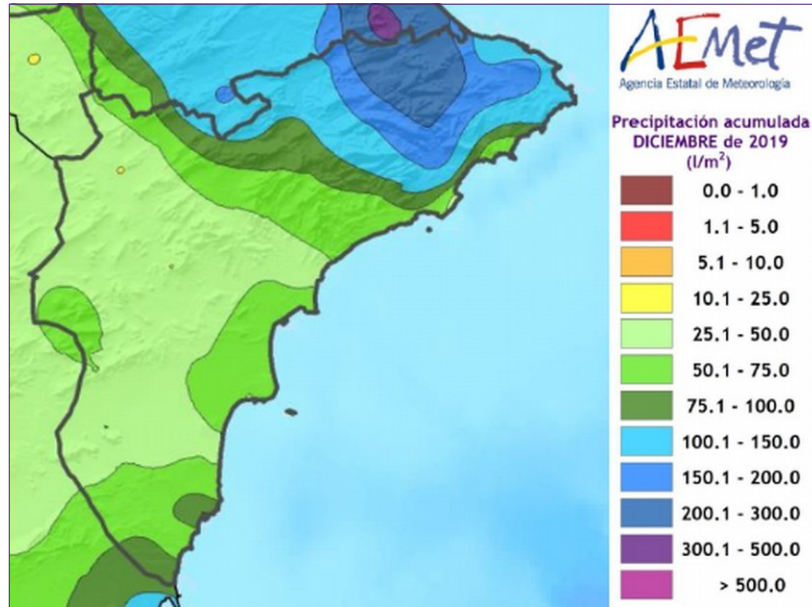 AEMet
Agencia Estatal de Meteorología
Precipitación acumulada
DICIEMBRE de 2019
(l/m²)
0.0 - 1.0
1.1 - 5.0
5.1 - 10.0
10.1 - 25.0
25.1 - 50.0
50.1 - 75.0
75.1 - 100.0
100.1 - 150.0
150.1 - 200.0
200.1 - 300.0
300.1 - 500.0
> 500.0